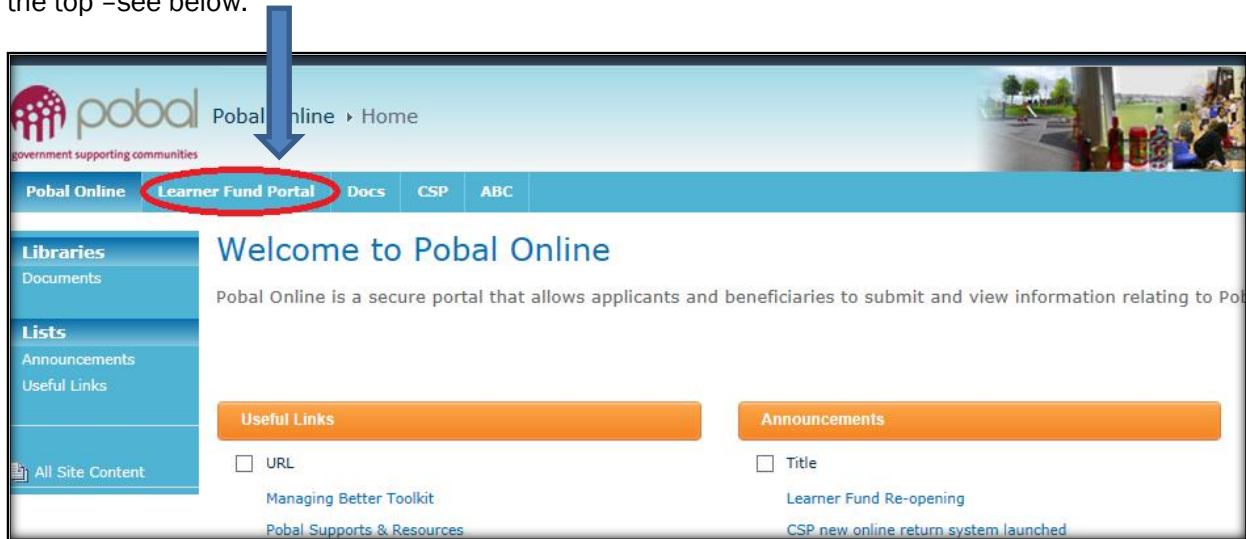 the top –see below.
pobal
government supporting communities
Pobal Online ▸ Home
Pobal Online Learner Fund Portal Docs CSP ABC
Libraries
Documents
Lists
Announcements
Useful Links
All Site Content
Welcome to Pobal Online
Pobal Online is a secure portal that allows applicants and beneficiaries to submit and view information relating to
Useful Links
URL
Managing Better Toolkit
Pobal Supports & Resources
Announcements
Title
Learner Fund Re-opening
CSP new online return system launched